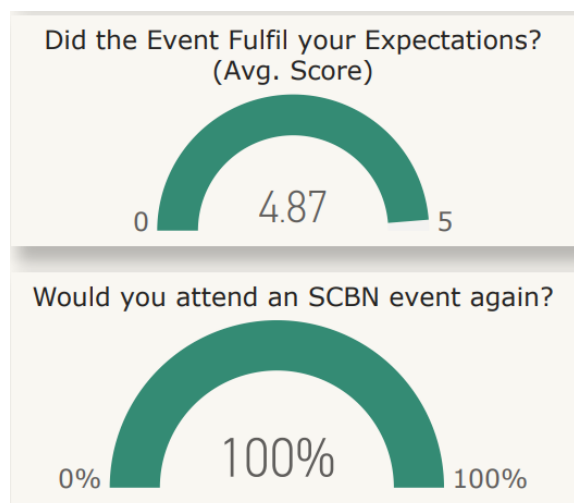 Did the Event Fulfil your Expectations?
(Avg. Score)
4.87
0
5
Would you attend an SCBN event again?
100%
0%
100%